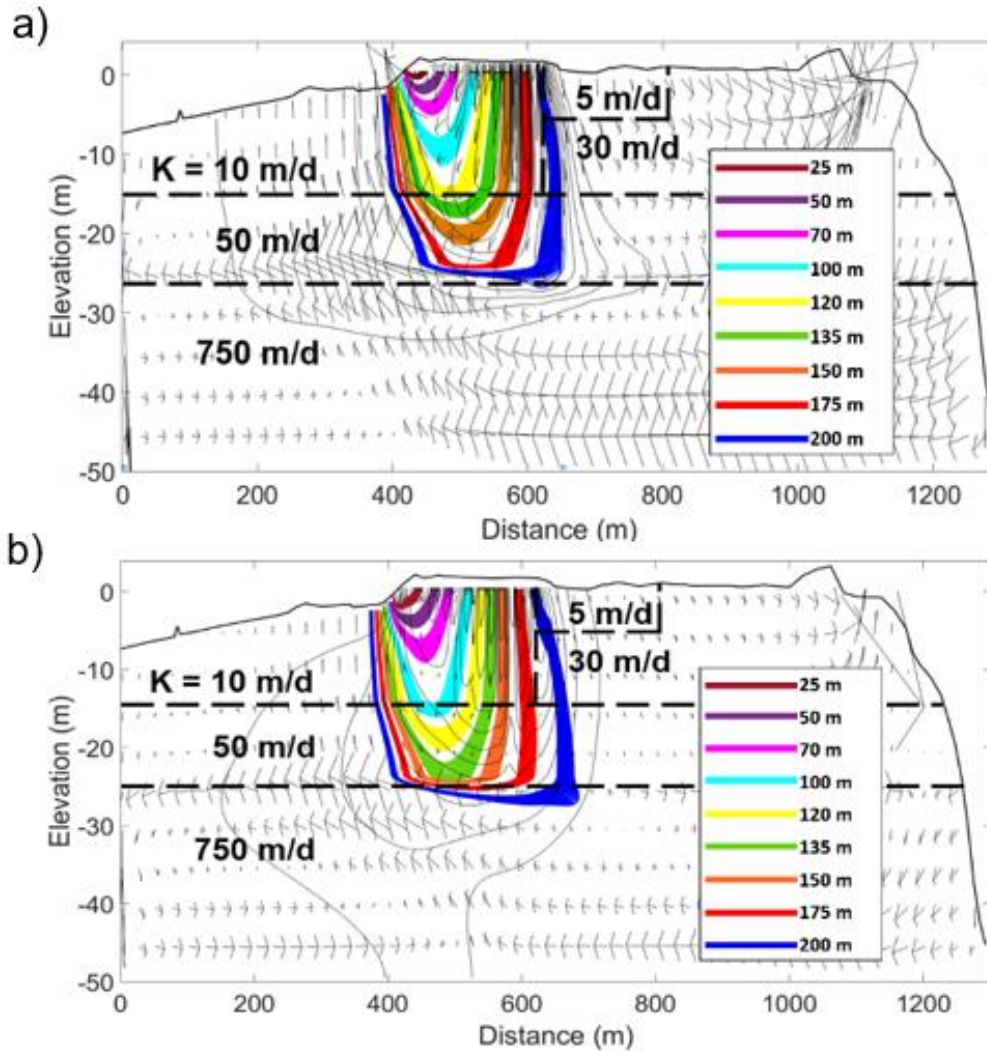 a)
0
-10
-20
-30
-40
-50
Elevation (m)
K = 10 m/d
50 m/d
750 m/d
5 m/d
30 m/d
25 m
50 m
70 m
100 m
120 m
135 m
150 m
175 m
200 m
0 200 400 600 800 1000 1200
Distance (m)
b)
0
-10
-20
-30
-40
-50
Elevation (m)
K = 10 m/d
50 m/d
750 m/d
5 m/d
30 m/d
25 m
50 m
70 m
100 m
120 m
135 m
150 m
175 m
200 m
0 200 400 600 800 1000 1200
Distance (m)